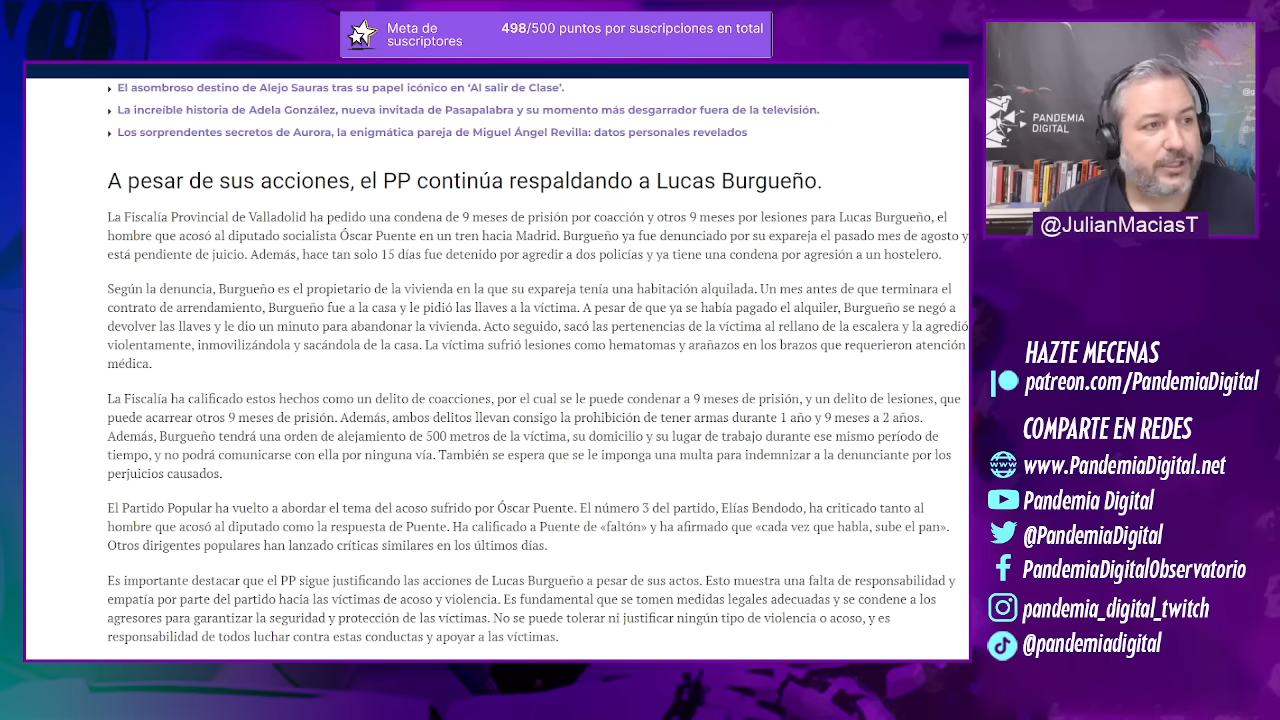 Meta de
suscriptores
498/500 puntos por suscripciones en total
El asombroso destino de Alejo Sauras tras su papel icónico en ‘Al salir de Clase’.
La increíble historia de Adela González, nueva invitada de Pasapalabra y su momento más desgarrador fuera de la televisión.
Los sorprendentes secretos de Aurora, la enigmática pareja de Miguel Ángel Revilla: datos personales revelados
A pesar de sus acciones, el PP continúa respaldando a Lucas Burgueño.
La Fiscalía Provincial de Valladolid ha pedido una condena de 9 meses de prisión por coacción y otros 9 meses por lesiones para Lucas Burgueño, el
hombre que acosó al diputado socialista Óscar Puente en un tren hacia Madrid. Burgueño ya fue denunciado por su expareja el pasado mes de agosto y
está pendiente de juicio. Además, hace tan solo 15 días fue detenido por agredir a dos policías y ya tiene una condena por agresión a un hostelero.
Según la denuncia, Burgueño es el propietario de la vivienda en la que su expareja tenía una habitación alquilada. Un mes antes de que terminara el
contrato de arrendamiento, Burgueño fue a la casa y le pidió las llaves a la víctima. A pesar de que ya se había pagado el alquiler, Burgueño se negó a
devolver las llaves y le dio un minuto para abandonar la vivienda. Acto seguido, sacó las pertenencias de la víctima al rellano de la escalera y la agredió
violentamente, inmovilizándola y sacándola de la casa. La víctima sufrió lesiones como hematomas y arañazos en los brazos que requerieron atención
médica.
La Fiscalía ha calificado estos hechos como un delito de coacciones, por el cual se le puede condenar a 9 meses de prisión, y un delito de lesiones, que
puede acarrear otros 9 meses de prisión. Además, ambos delitos llevan consigo la prohibición de tener armas durante 1 año y 9 meses a 2 años.
Además, Burgueño tendrá una orden de alejamiento de 500 metros de la víctima, su domicilio y su lugar de trabajo durante ese mismo período de
tiempo, y no podrá comunicarse con ella por ninguna vía. También se espera que se le imponga una multa para indemnizar a la denunciante por los
perjuicios causados.
El Partido Popular ha vuelto a abordar el tema del acoso sufrido por Óscar Puente. El número 3 del partido, Elías Bendodo, ha criticado tanto al
hombre que acosó al diputado como la respuesta de Puente. Ha calificado a Puente de «faltón» y ha afirmado que «cada vez que habla, sube el pan».
Otros dirigentes populares han lanzado críticas similares en los últimos días.
Es importante destacar que el PP sigue justificando las acciones de Lucas Burgueño a pesar de sus actos. Esto muestra una falta de responsabilidad y
empatía por parte del partido hacia las víctimas de acoso y violencia. Es fundamental que se tomen medidas legales adecuadas y se condene a los
agresores para garantizar la seguridad y protección de las víctimas. No se puede tolerar ni justificar ningún tipo de violencia o acoso, y es
responsabilidad de todos luchar contra estas conductas y apoyar a las víctimas.
PANDEMIA
DIGITAL
@JulianMaciasT
HAZTE MECENAS
patreon.com/PandemiaDigital
COMPARTE EN REDES
www.PandemiaDigital.net
Pandemia Digital
@PandemiaDigital
PandemiaDigitalObservatorio
pandemia_digital_twitch
@pandemiadigital